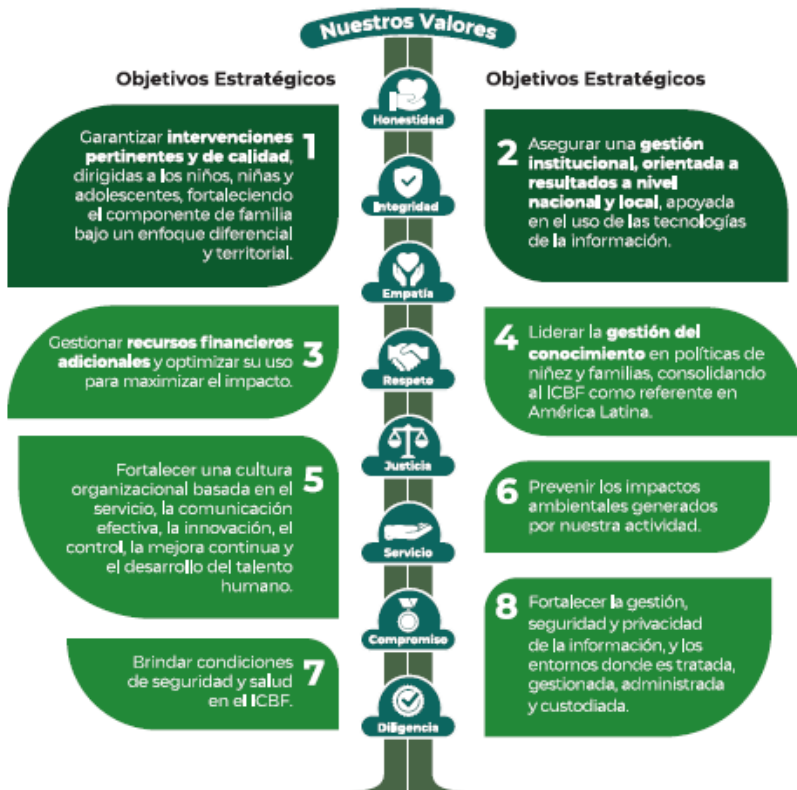 Nuestros Valores
Objetivos Estratégicos
Objetivos Estratégicos
Honestidad
Integridad
Empatía
Respeto
Justicia
Servicio
Compromiso
Diligencia
1
Garantizar intervenciones
pertinentes y de calidad,
dirigidas a los niños, niñas y
adolescentes, fortaleciendo
el componente de familia
bajo un enfoque diferencial
y territorial.
2
Asegurar una gestión
institucional, orientada a
resultados a nivel
nacional y local, apoyada
en el uso de las tecnologías
de la información.
3
Gestionar recursos financieros
adicionales y optimizar su uso
para maximizar el impacto.
4
Liderar la gestión del
conocimiento en políticas de
niñez y familias, consolidando
al ICBF como referente en
América Latina.
5
Fortalecer una cultura
organizacional basada en el
servicio, la comunicación
efectiva, la innovación, el
control, la mejora continua y
el desarrollo del talento
humano.
6
Prevenir los impactos
ambientales generados
por nuestra actividad.
7
Brindar condiciones
de seguridad y salud
en el ICBF.
8
Fortalecer la gestión,
seguridad y privacidad
de la información, y los
entornos donde es tratada,
gestionada, administrada
y custodiada.